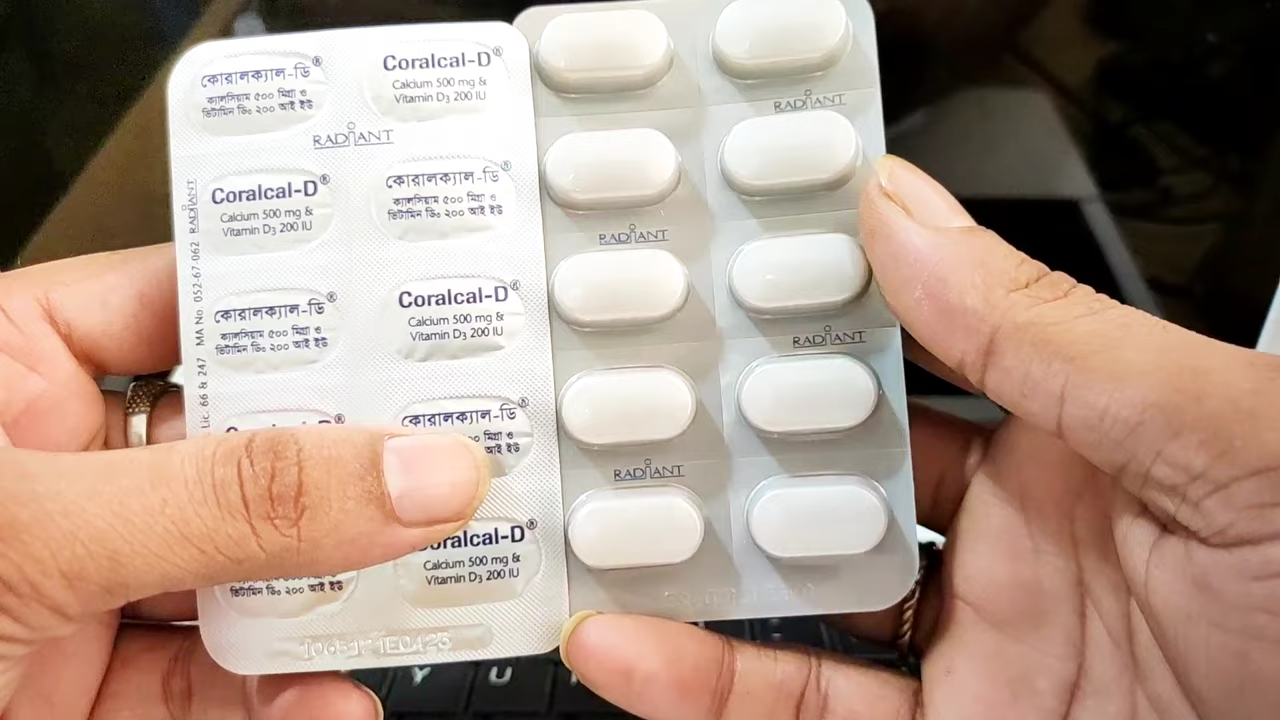 কোরালক্যাল-ডি®
ক্যালসিয়াম ৫০০ মিগ্রা ও
ভিটামিন ডি৩ ২০০ আই ইউ
Coralcal-D®
Calcium 500 mg &
Vitamin D3 200 IU
RADIANT
Coralcal-D®
Calcium 500 mg &
Vitamin D3 200 IU
কোরালক্যাল-ডি®
ক্যালসিয়াম ৫০০ মিগ্রা ও
ভিটামিন ডি৩ ২০০ আই ইউ
কোরালক্যাল-ডি®
ক্যালসিয়াম ৫০০ মিগ্রা ও
ভিটামিন ডি৩ ২০০ আই ইউ
Coralcal-D®
Calcium 500 mg &
Vitamin D3 200 IU
কোরালক্যাল-ডি®
মিগ্রা ও
আই ইউ
Coralcal-D®
Calcium 500 mg &
Vitamin D3 200 IU
ভিটামিন ডি৩ ২০০ আই ইউ
Lic. 66 & 247 MA No. 052-67-062 RADIANT
RADIANT
RADIANT
RADIANT
RADIANT